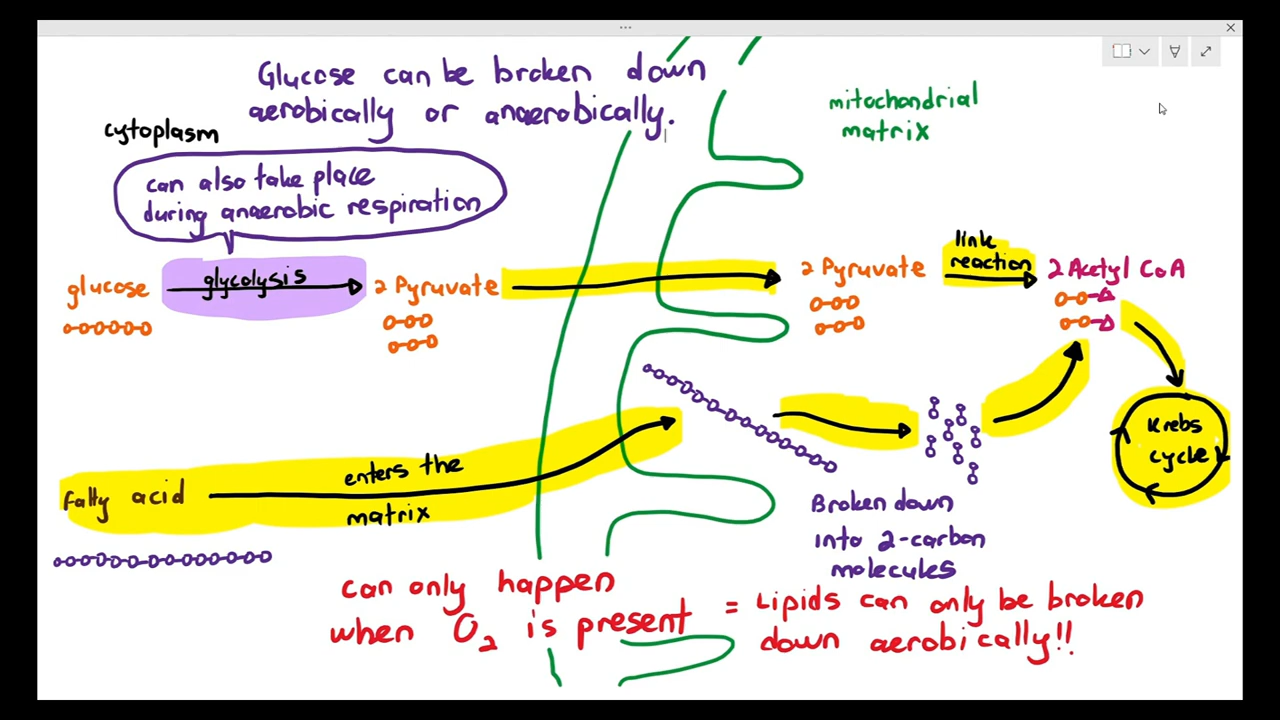 Glucose can be broken down
aerobically or anaerobically.
mitochondrial
matrix
cytoplasm
can also take place
during anaerobic respiration
glucose
glycolysis
2 Pyruvate
2 Pyruvate
link
reaction
2 Acetyl CoA
Krebs
cycle
fatty acid
enters the
matrix
Broken down
into 2-carbon
molecules
can only happen
when O₂ is present
= Lipids can only be broken
down aerobically!!